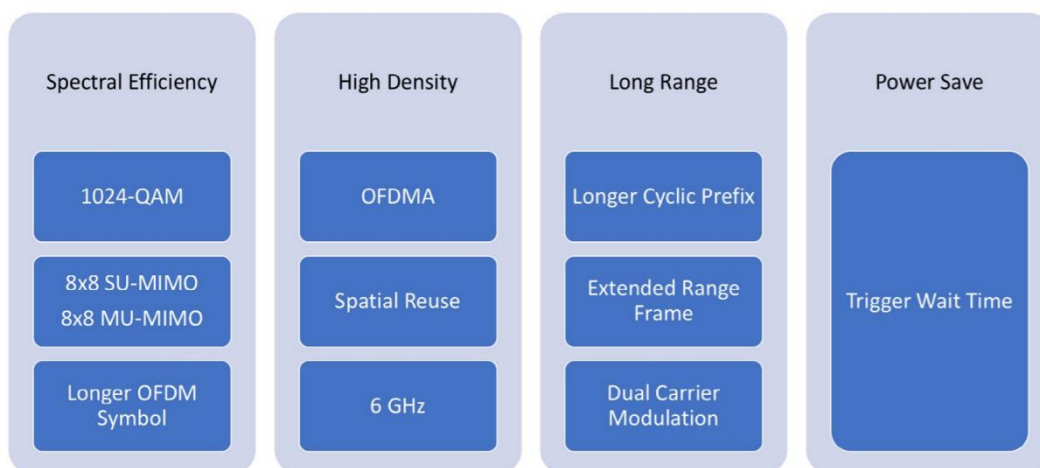 Spectral Efficiency
1024-QAM
8x8 SU-MIMO
8x8 MU-MIMO
Longer OFDM
Symbol
High Density
OFDMA
Spatial Reuse
6 GHz
Long Range
Longer Cyclic Prefix
Extended Range
Frame
Dual Carrier
Modulation
Power Save
Trigger Wait Time